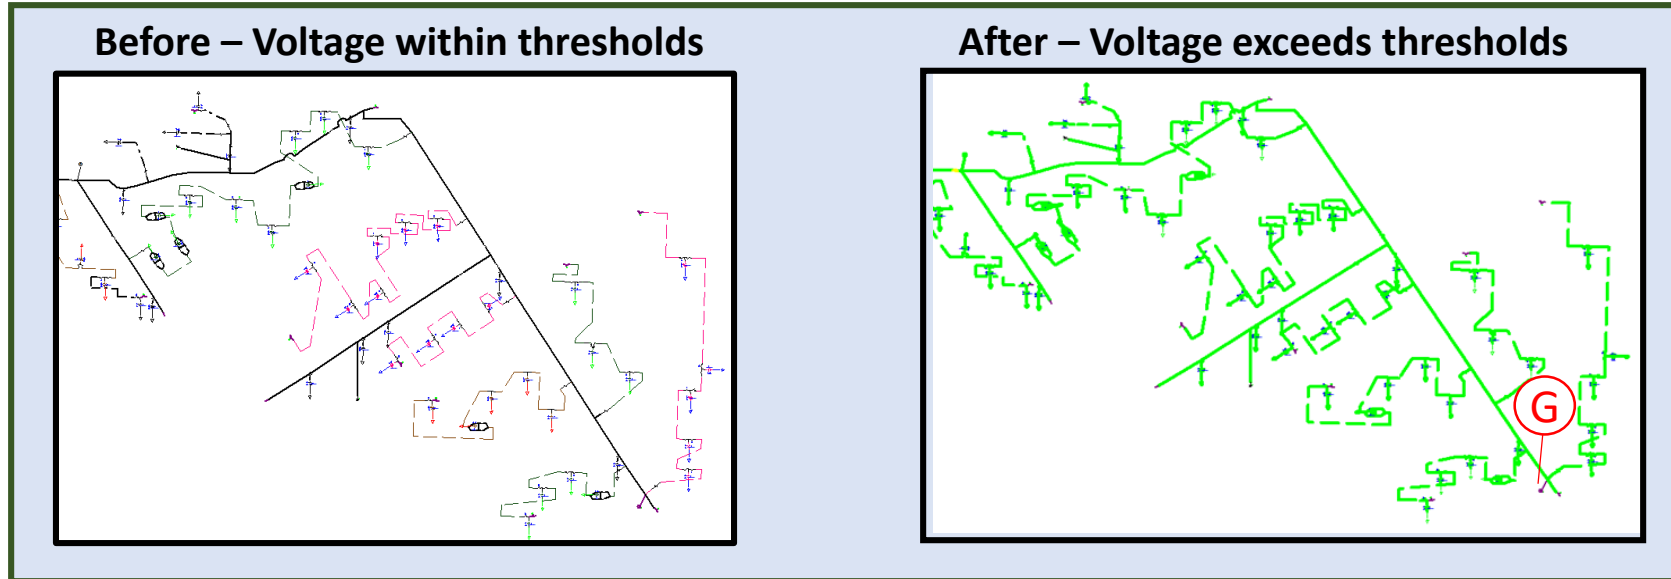 Before – Voltage within thresholds
After – Voltage exceeds thresholds
G